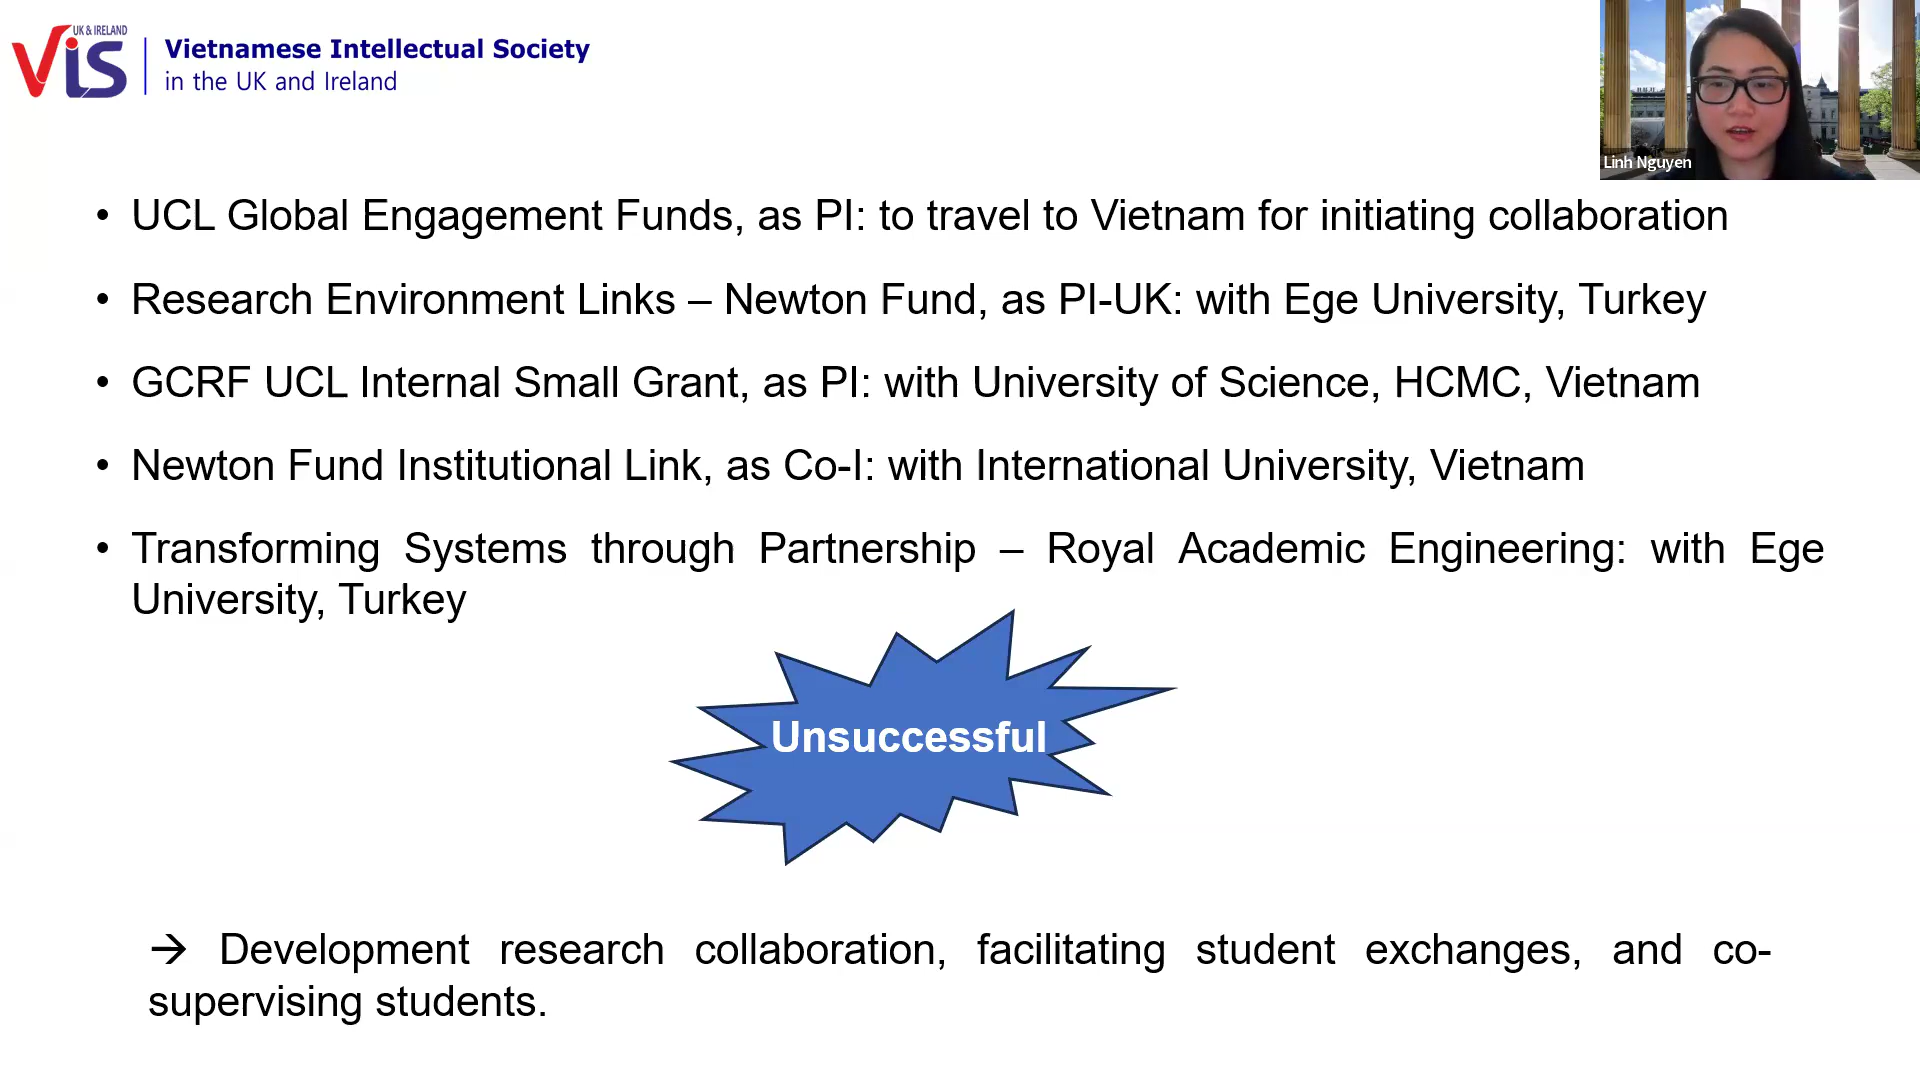 UK & IRELAND
ViS
Vietnamese Intellectual Society
in the UK and Ireland
Linh Nguyen
• UCL Global Engagement Funds, as PI: to travel to Vietnam for initiating collaboration
• Research Environment Links – Newton Fund, as PI-UK: with Ege University, Turkey
• GCRF UCL Internal Small Grant, as PI: with University of Science, HCMC, Vietnam
• Newton Fund Institutional Link, as Co-I: with International University, Vietnam
• Transforming Systems through Partnership – Royal Academic Engineering: with Ege
University, Turkey
Unsuccessful
→ Development research collaboration, facilitating student exchanges, and co-
supervising students.